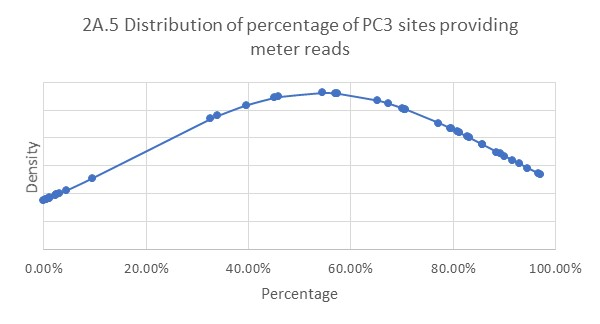 2A.5 Distribution of percentage of PC3 sites providing
meter reads
Density
0.00% 20.00% 40.00% 60.00% 80.00% 100.00%
Percentage